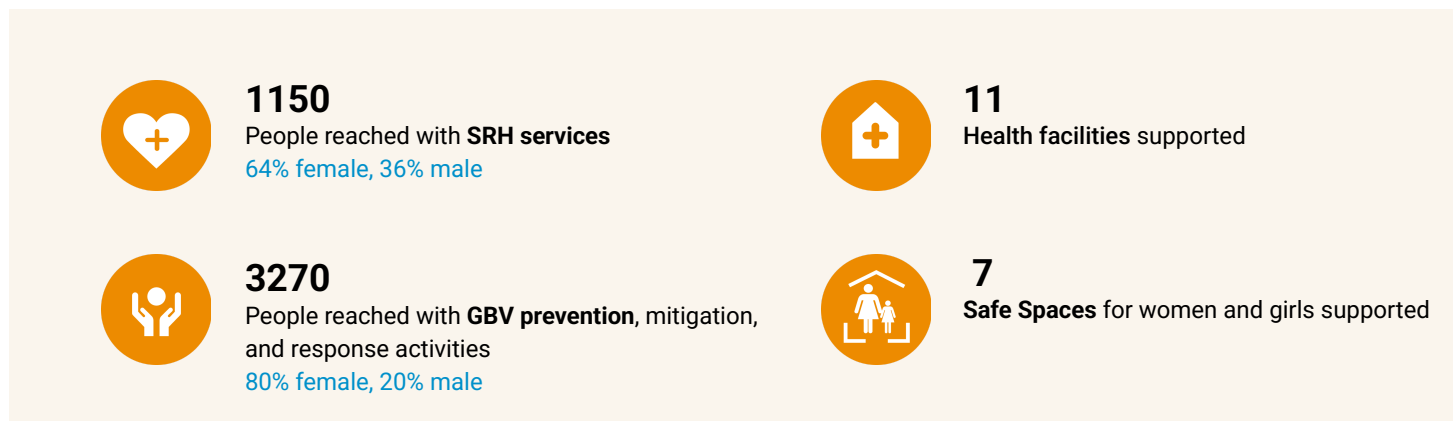 1150
People reached with SRH services
64% female, 36% male
11
Health facilities supported
3270
People reached with GBV prevention, mitigation,
and response activities
80% female, 20% male
7
Safe Spaces for women and girls supported